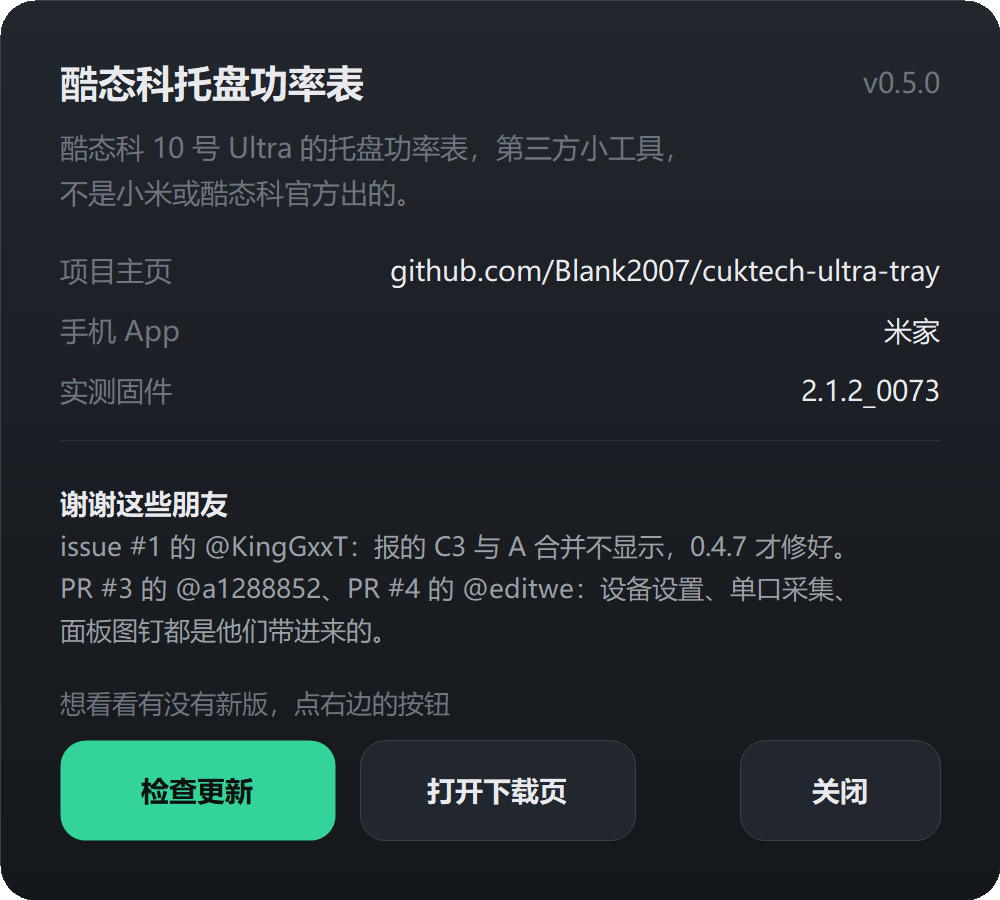 酷态科托盘功率表
v0.5.0
酷态科 10 号 Ultra 的托盘功率表，第三方小工具，
不是小米或酷态科官方出的。
项目主页
github.com/Blank2007/cuktech-ultra-tray
手机 App
米家
实测固件
2.1.2_0073
谢谢这些朋友
issue #1 的 @KingGxxT：报的 C3 与 A 合并不显示，0.4.7 才修好。
PR #3 的 @a1288852、PR #4 的 @editwe：设备设置、单口采集、
面板图钉都是他们带进来的。
想看看有没有新版，点右边的按钮
检查更新
打开下载页
关闭